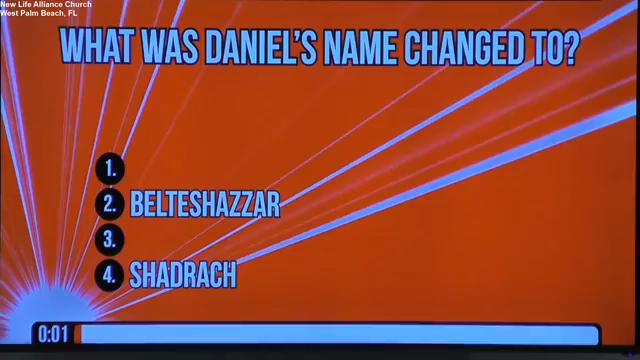 New Life Alliance Church
West Palm Beach, FL
WHAT WAS DANIEL'S NAME CHANGED TO?
1.
2. BELTESHAZZAR
3.
4. SHADRACH
0:01